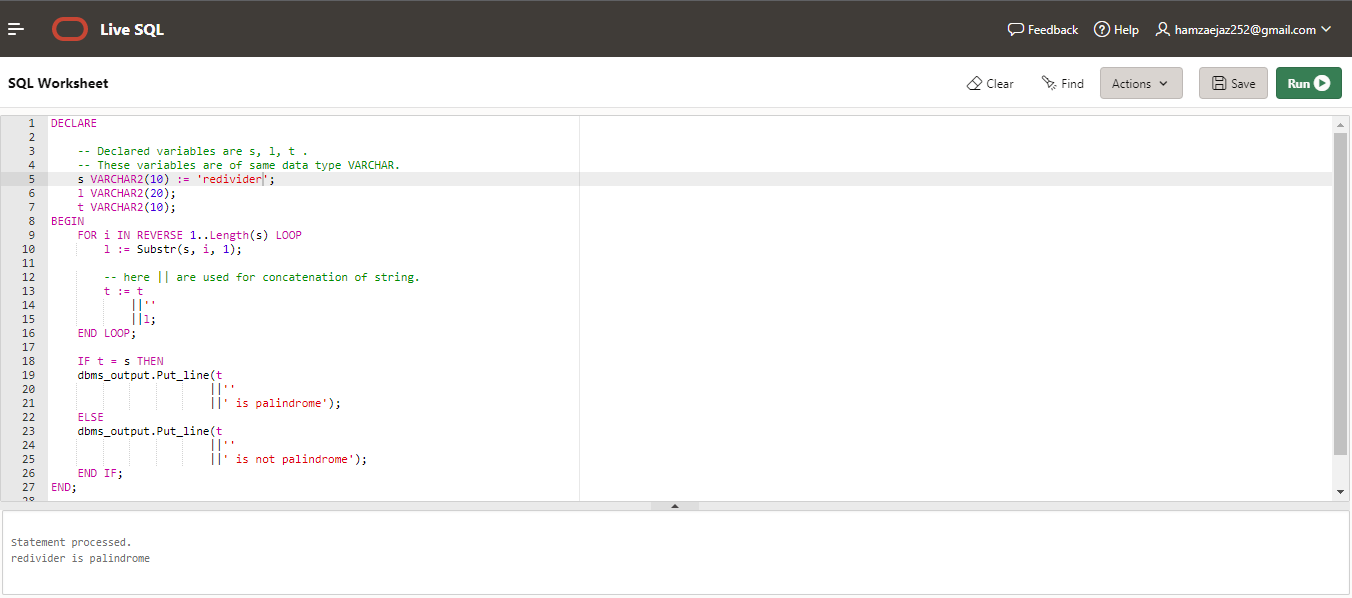 Live SQL
Feedback
Help
hamzaejaz252@gmail.com
SQL Worksheet
Clear
Find
Actions
Save
Run
1 DECLARE
2
3 -- Declared variables are s, l, t .
4 -- These variables are of same data type VARCHAR.
5 s VARCHAR2(10) := 'redivider';
6 l VARCHAR2(20);
7 t VARCHAR2(10);
8 BEGIN
9 FOR i IN REVERSE 1..Length(s) LOOP
10 l := Substr(s, i, 1);
11
12 -- here || are used for concatenation of string.
13 t := t
14 ||''
15 ||l;
16 END LOOP;
17
18 IF t = s THEN
19 dbms_output.Put_line(t
20 ||''
21 ||' is palindrome');
22 ELSE
23 dbms_output.Put_line(t
24 ||''
25 ||' is not palindrome');
26 END IF;
27 END;
28
Statement processed.
redivider is palindrome